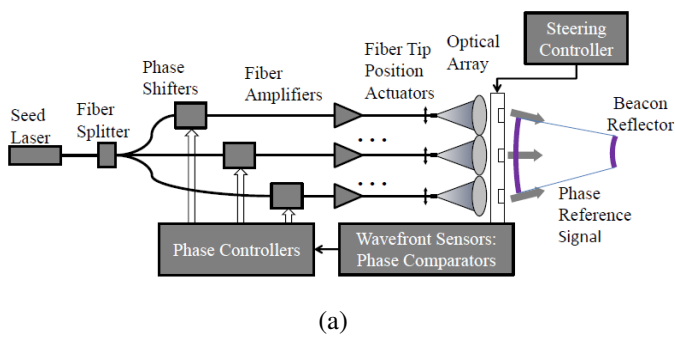 Steering
Controller
Optical
Array
Fiber Tip
Position
Actuators
Phase
Shifters
Fiber
Amplifiers
Beacon
Reflector
Seed
Laser
Fiber
Splitter
Phase
Reference
Signal
Phase Controllers
Wavefront Sensors:
Phase Comparators
(a)